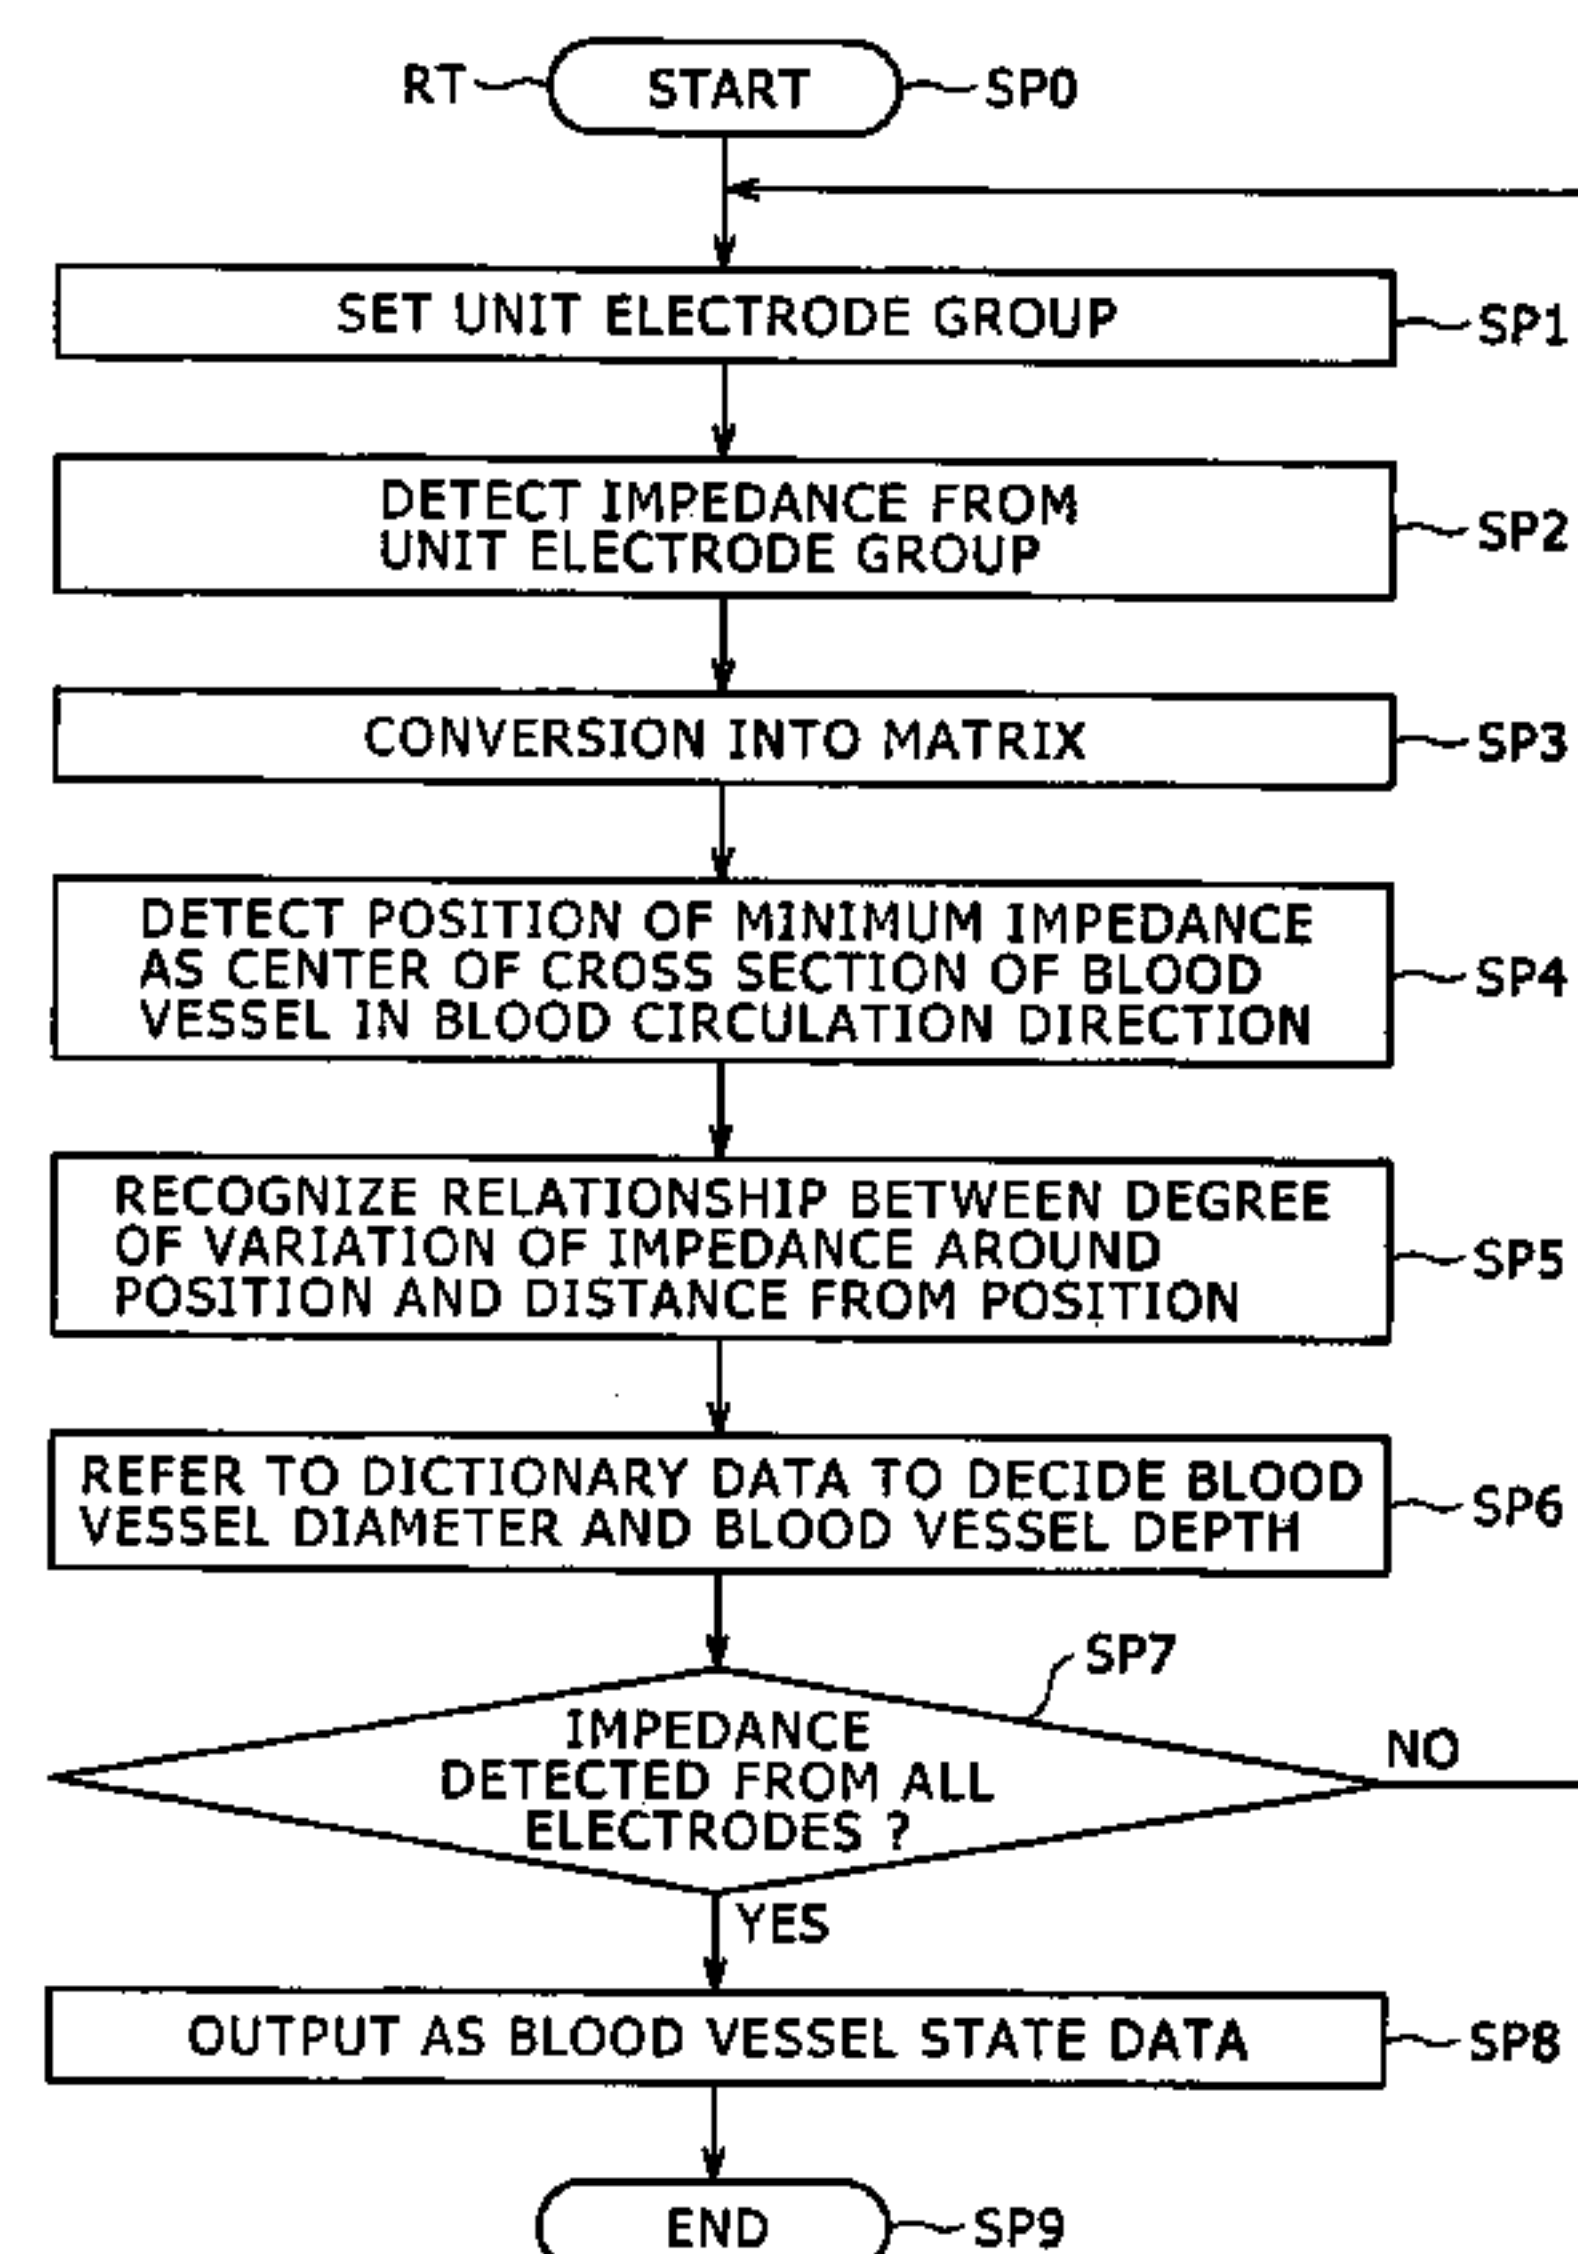 RT START SP0
SET UNIT ELECTRODE GROUP SP1
DETECT IMPEDANCE FROM
UNIT ELECTRODE GROUP SP2
CONVERSION INTO MATRIX SP3
DETECT POSITION OF MINIMUM IMPEDANCE
AS CENTER OF CROSS SECTION OF BLOOD
VESSEL IN BLOOD CIRCULATION DIRECTION
SP4
RECOGNIZE RELATIONSHIP BETWEEN DEGREE
OF VARIATION OF IMPEDANCE AROUND
POSITION AND DISTANCE FROM POSITION
SP5
REFER TO DICTIONARY DATA TO DECIDE BLOOD
VESSEL DIAMETER AND BLOOD VESSEL DEPTH
SP6
SP7
IMPEDANCE
DETECTED FROM ALL
ELECTRODES ?
NO
YES
OUTPUT AS BLOOD VESSEL STATE DATA SP8
END SP9